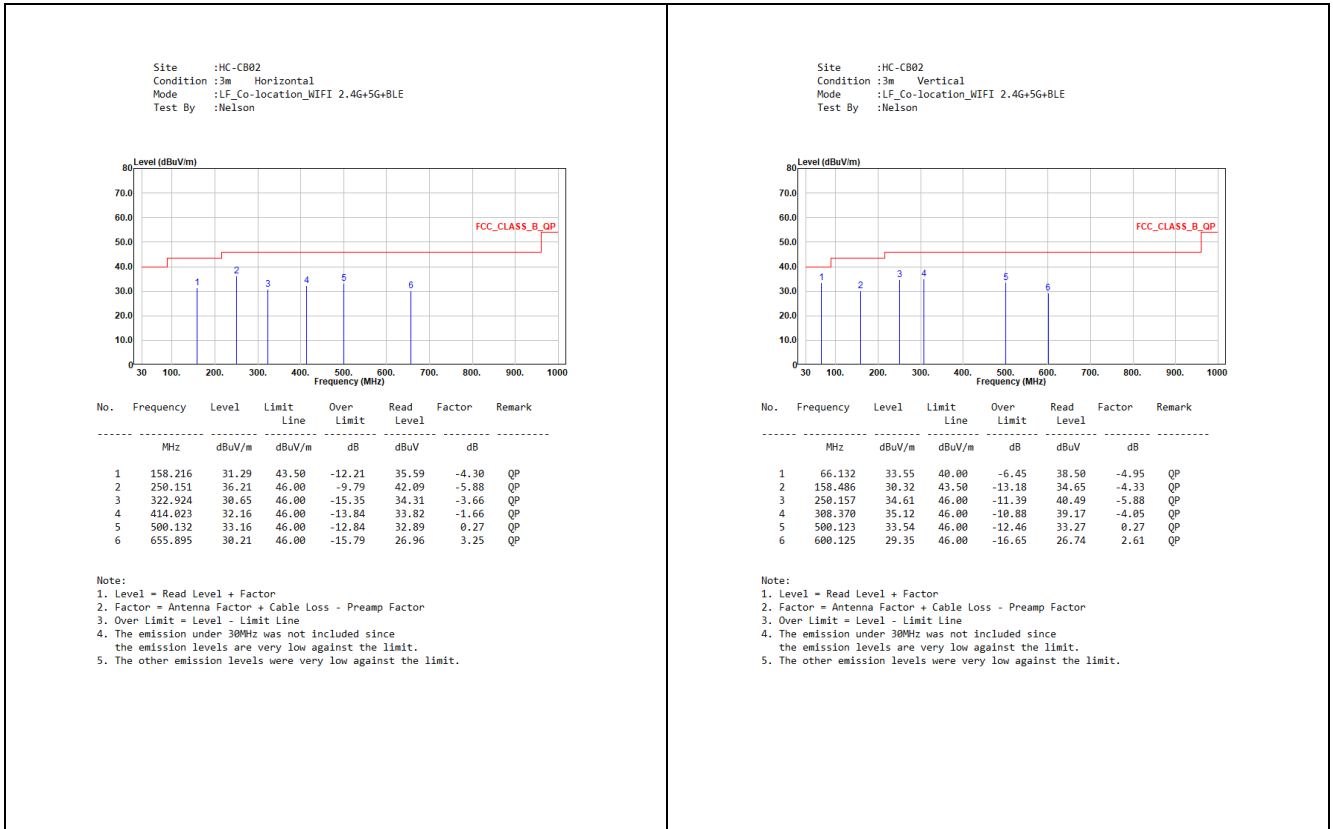 Site      :HC-CB02
Condition :3m    Horizontal
Mode      :LF_Co-location_WIFI 2.4G+5G+BLE
Test By   :Nelson
Level (dBuV/m)
80
70.0
60.0
FCC_CLASS_B_QP
50.0
40.0
30.0
20.0
10.0
0
1 2 3 4 5 6
30 100. 200. 300. 400. 500. 600. 700. 800. 900. 1000
Frequency (MHz)
No. Frequency Level Limit Over Read Factor Remark
Line Limit Level
------ ----------- -------- --------- --------- -------- -------- ---------
MHz dBuV/m dBuV/m dB dBuV dB
1 158.216 31.29 43.50 -12.21 35.59 -4.30 QP
2 250.151 36.21 46.00 -9.79 42.09 -5.88 QP
3 322.924 30.65 46.00 -15.35 34.31 -3.66 QP
4 414.023 32.16 46.00 -13.84 33.82 -1.66 QP
5 500.132 33.16 46.00 -12.84 32.89 0.27 QP
6 655.895 30.21 46.00 -15.79 26.96 3.25 QP
Note:
1. Level = Read Level + Factor
2. Factor = Antenna Factor + Cable Loss - Preamp Factor
3. Over Limit = Level - Limit Line
4. The emission under 30MHz was not included since
the emission levels are very low against the limit.
5. The other emission levels were very low against the limit.
Site      :HC-CB02
Condition :3m    Vertical
Mode      :LF_Co-location_WIFI 2.4G+5G+BLE
Test By   :Nelson
Level (dBuV/m)
80
70.0
60.0
FCC_CLASS_B_QP
50.0
40.0
30.0
20.0
10.0
0
1 2 3 4 5 6
30 100. 200. 300. 400. 500. 600. 700. 800. 900. 1000
Frequency (MHz)
No. Frequency Level Limit Over Read Factor Remark
Line Limit Level
------ ----------- -------- --------- --------- -------- -------- ---------
MHz dBuV/m dBuV/m dB dBuV dB
1 66.132 33.55 40.00 -6.45 38.50 -4.95 QP
2 158.486 30.32 43.50 -13.18 34.65 -4.33 QP
3 250.157 34.61 46.00 -11.39 40.49 -5.88 QP
4 308.370 35.12 46.00 -10.88 39.17 -4.05 QP
5 500.123 33.54 46.00 -12.46 33.27 0.27 QP
6 600.125 29.35 46.00 -16.65 26.74 2.61 QP
Note:
1. Level = Read Level + Factor
2. Factor = Antenna Factor + Cable Loss - Preamp Factor
3. Over Limit = Level - Limit Line
4. The emission under 30MHz was not included since
the emission levels are very low against the limit.
5. The other emission levels were very low against the limit.